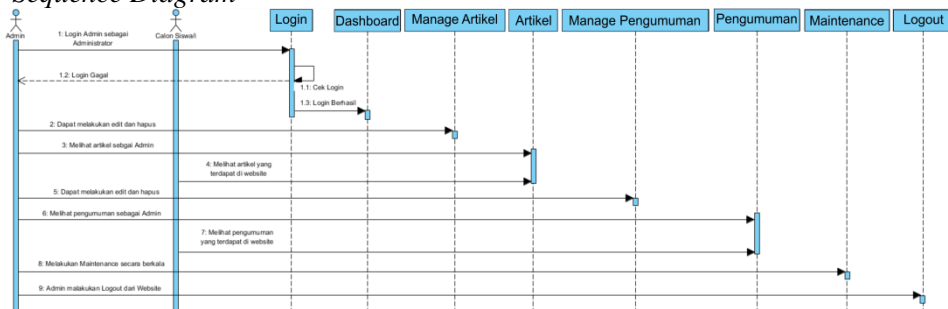 Sequence Diagram
Login
Dashboard
Manage Artikel
Artikel
Manage Pengumuman
Pengumuman
Maintenance
Logout
Admin
Calon Siswa/i
1: Login Admin sebagai
Administrator
1.2: Login Gagal
1.1: Cek Login
1.3: Login Berhasil
2: Dapat melakukan edit dan hapus
3: Melihat artikel sebgai Admin
4: Melihat artikel yang
terdapat di website
5: Dapat melakukan edit dan hapus
6: Melihat pengumuman sebagai Admin
7: Melihat pengumuman
yang terdapat di website
8: Melakukan Maintenance secara berkala
9: Admin malakukan Logout dari Website